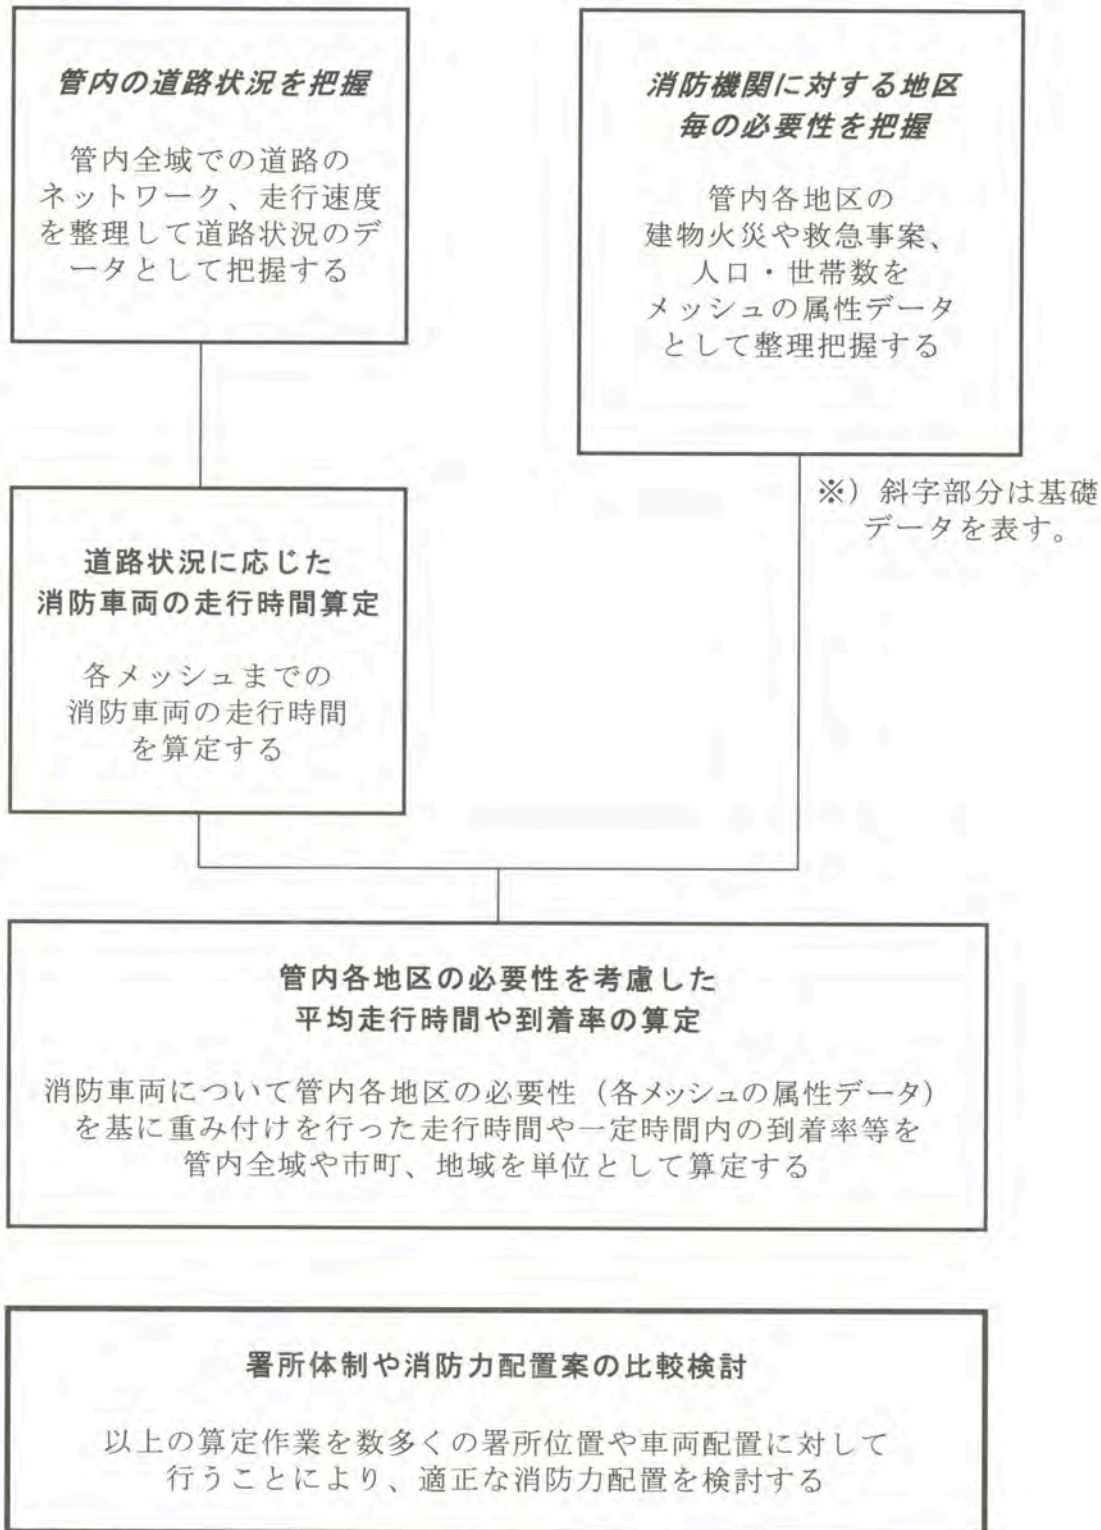 管内の道路状況を把握
管内全域での道路の
ネットワーク、走行速度
を整理して道路状況のデ
ータとして把握する
消防機関に対する地区
毎の必要性を把握
管内各地区の
建物火災や救急事案、
人口・世帯数を
メッシュの属性データ
として整理把握する
※）斜字部分は基礎
データを表す。
道路状況に応じた
消防車両の走行時間算定
各メッシュまでの
消防車両の走行時間
を算定する
管内各地区の必要性を考慮した
平均走行時間や到着率の算定
消防車両について管内各地区の必要性（各メッシュの属性データ）
を基に重み付けを行った走行時間や一定時間内の到着率等を
管内全域や市町、地域を単位として算定する
署所体制や消防力配置案の比較検討
以上の算定作業を数多くの署所位置や車両配置に対して
行うことにより、適正な消防力配置を検討する